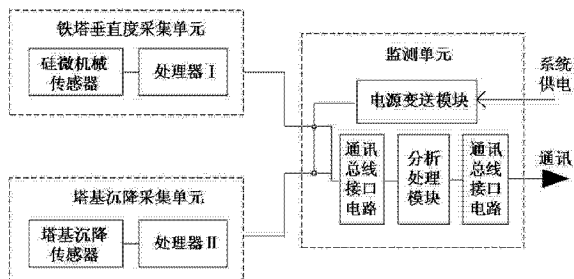 铁塔垂直度采集单元
硅微机械
传感器
处理器 I
塔基沉降采集单元
塔基沉降
传感器
处理器 II
监测单元
电源变送模块
通讯
总线
接口
电路
分析
处理
模块
通讯
总线
接口
电路
系统
供电
通讯